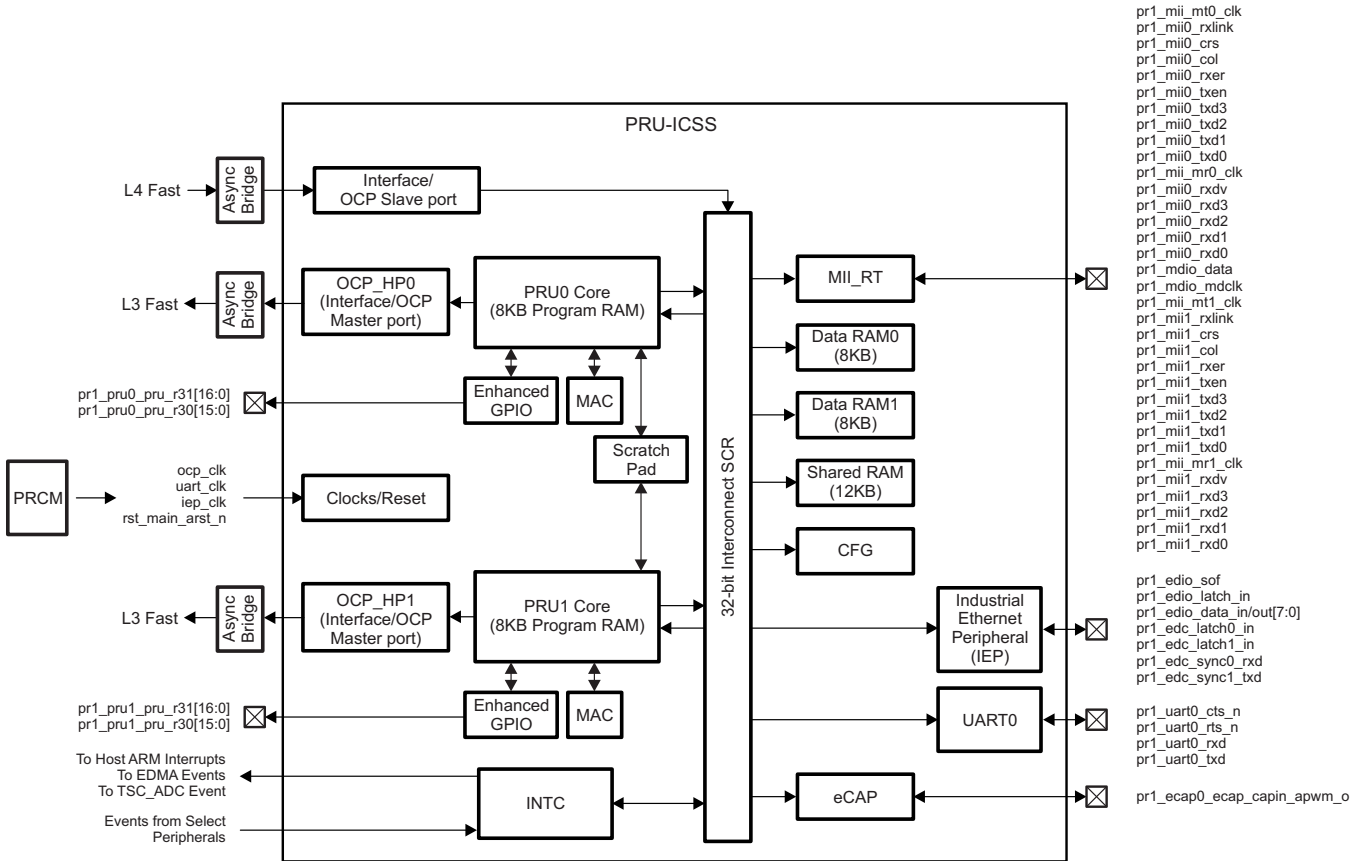 PRU-ICSS
L4 Fast
Async
Bridge
Interface/
OCP Slave port
L3 Fast
Async
Bridge
OCP_HP0
(Interface/OCP
Master port)
PRU0 Core
(8KB Program RAM)
pr1_pru0_pru_r31[16:0]
pr1_pru0_pru_r30[15:0]
Enhanced
GPIO
MAC
Scratch
Pad
PRCM
ocp_clk
uart_clk
iep_clk
rst_main_arst_n
Clocks/Reset
L3 Fast
Async
Bridge
OCP_HP1
(Interface/OCP
Master port)
PRU1 Core
(8KB Program RAM)
pr1_pru1_pru_r31[16:0]
pr1_pru1_pru_r30[15:0]
Enhanced
GPIO
MAC
To Host ARM Interrupts
To EDMA Events
To TSC_ADC Event
Events from Select
Peripherals
INTC
32-bit Interconnect SCR
MII_RT
Data RAM0
(8KB)
Data RAM1
(8KB)
Shared RAM
(12KB)
CFG
Industrial
Ethernet
Peripheral
(IEP)
UART0
eCAP
pr1_mii_mt0_clk
pr1_mii0_rxlink
pr1_mii0_crs
pr1_mii0_col
pr1_mii0_rxer
pr1_mii0_txen
pr1_mii0_txd3
pr1_mii0_txd2
pr1_mii0_txd1
pr1_mii0_txd0
pr1_mii_mr0_clk
pr1_mii0_rxdv
pr1_mii0_rxd3
pr1_mii0_rxd2
pr1_mii0_rxd1
pr1_mii0_rxd0
pr1_mdio_data
pr1_mdio_mdclk
pr1_mii_mt1_clk
pr1_mii1_rxlink
pr1_mii1_crs
pr1_mii1_col
pr1_mii1_rxer
pr1_mii1_txen
pr1_mii1_txd3
pr1_mii1_txd2
pr1_mii1_txd1
pr1_mii1_txd0
pr1_mii_mr1_clk
pr1_mii1_rxdv
pr1_mii1_rxd3
pr1_mii1_rxd2
pr1_mii1_rxd1
pr1_mii1_rxd0
pr1_edio_sof
pr1_edio_latch_in
pr1_edio_data_in/out[7:0]
pr1_edc_latch0_in
pr1_edc_latch1_in
pr1_edc_sync0_rxd
pr1_edc_sync1_txd
pr1_uart0_cts_n
pr1_uart0_rts_n
pr1_uart0_rxd
pr1_uart0_txd
pr1_ecap0_ecap_capin_apwm_o